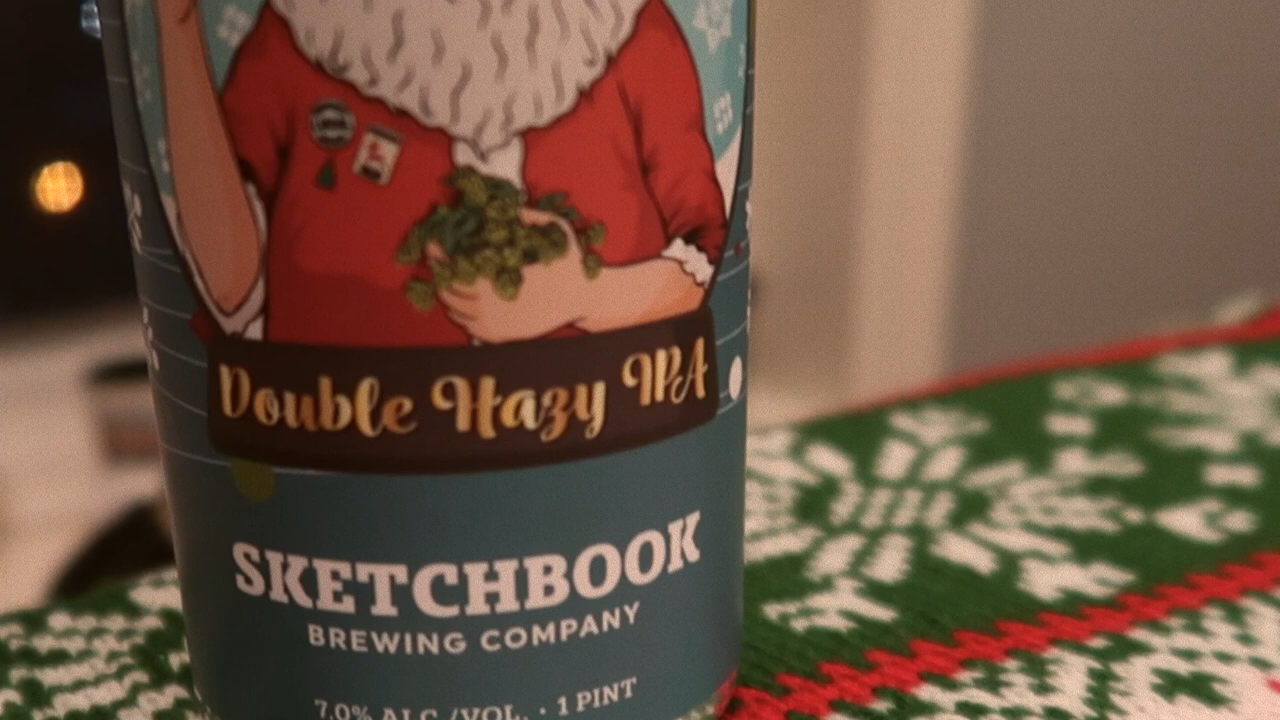 Double Hazy IPA
SKETCHBOOK
BREWING COMPANY
7.0% ALC./VOL. · 1 PINT